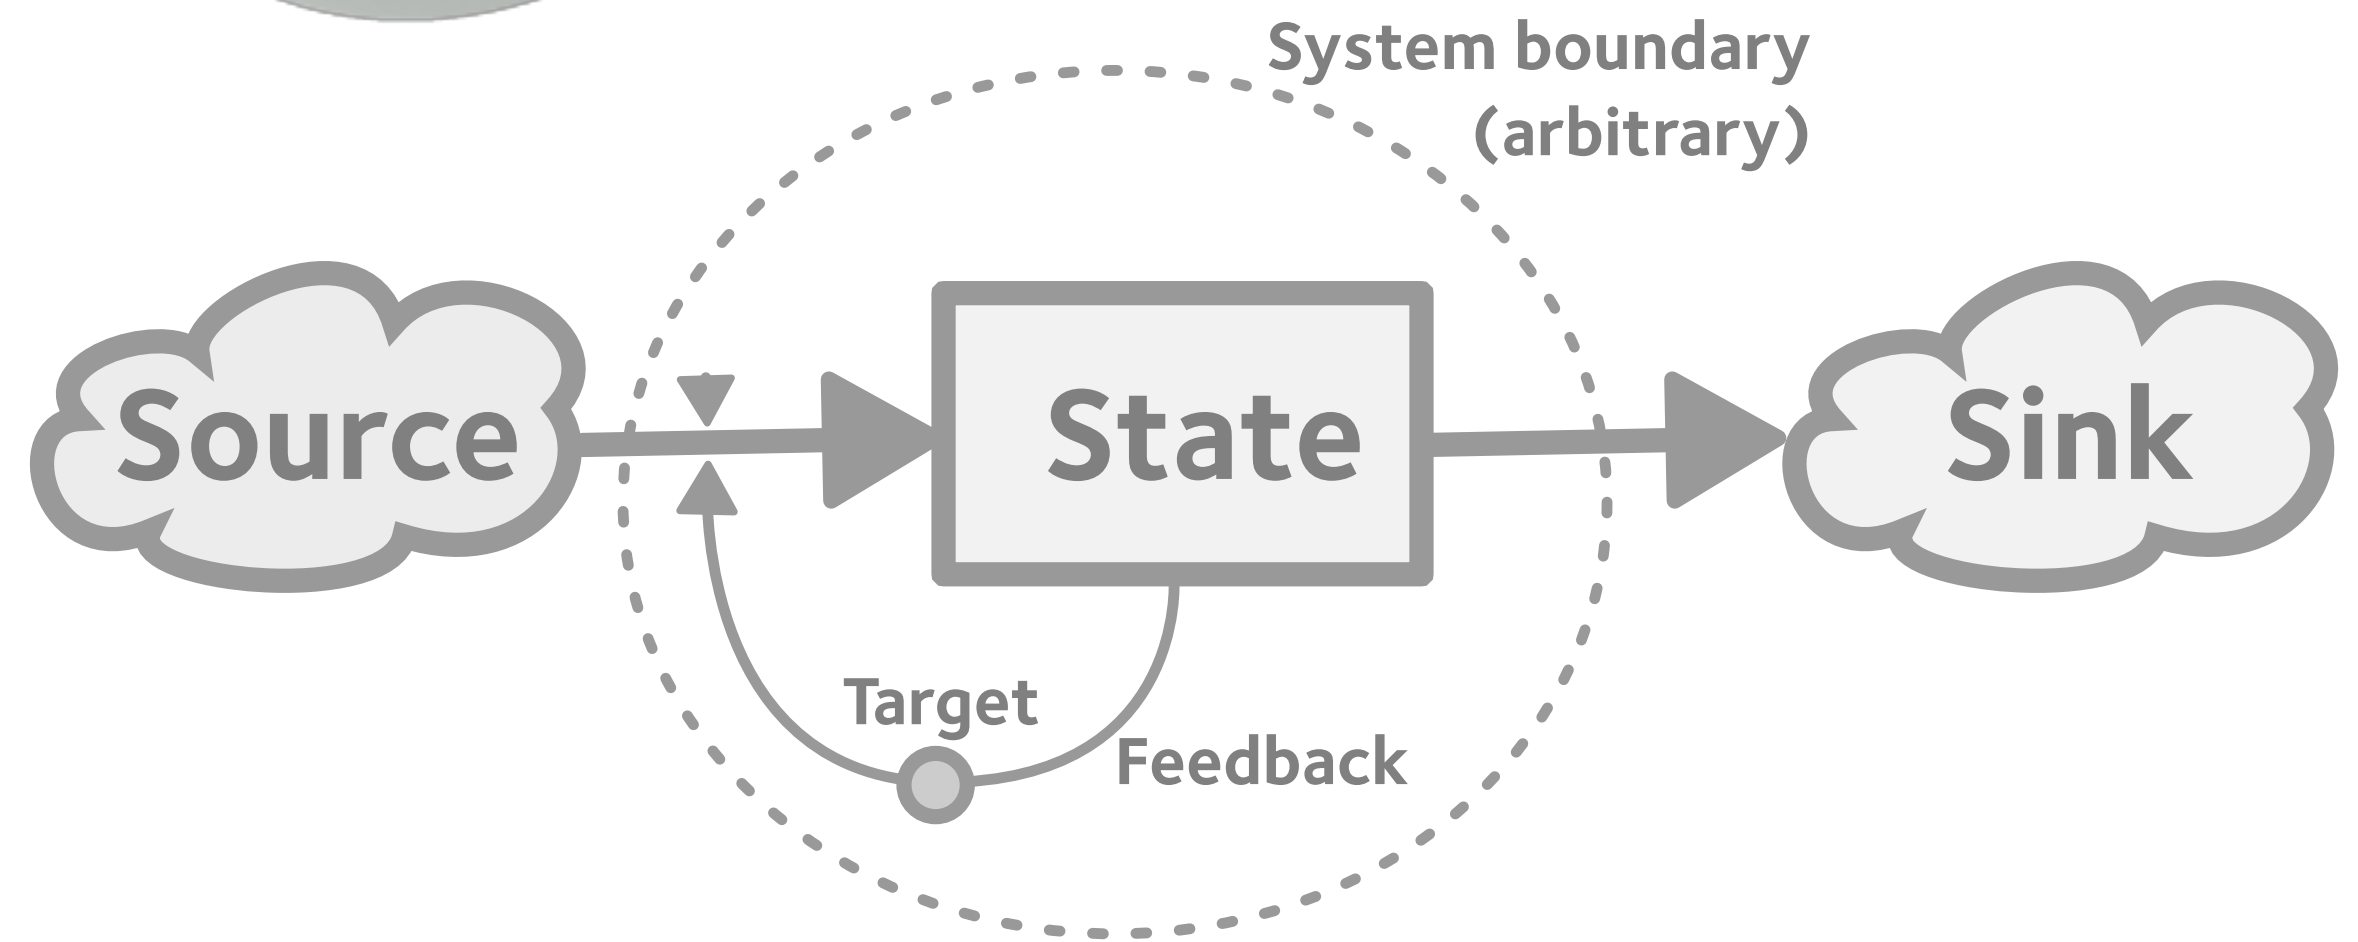 System boundary
(arbitrary)
Source
State
Sink
Target
Feedback